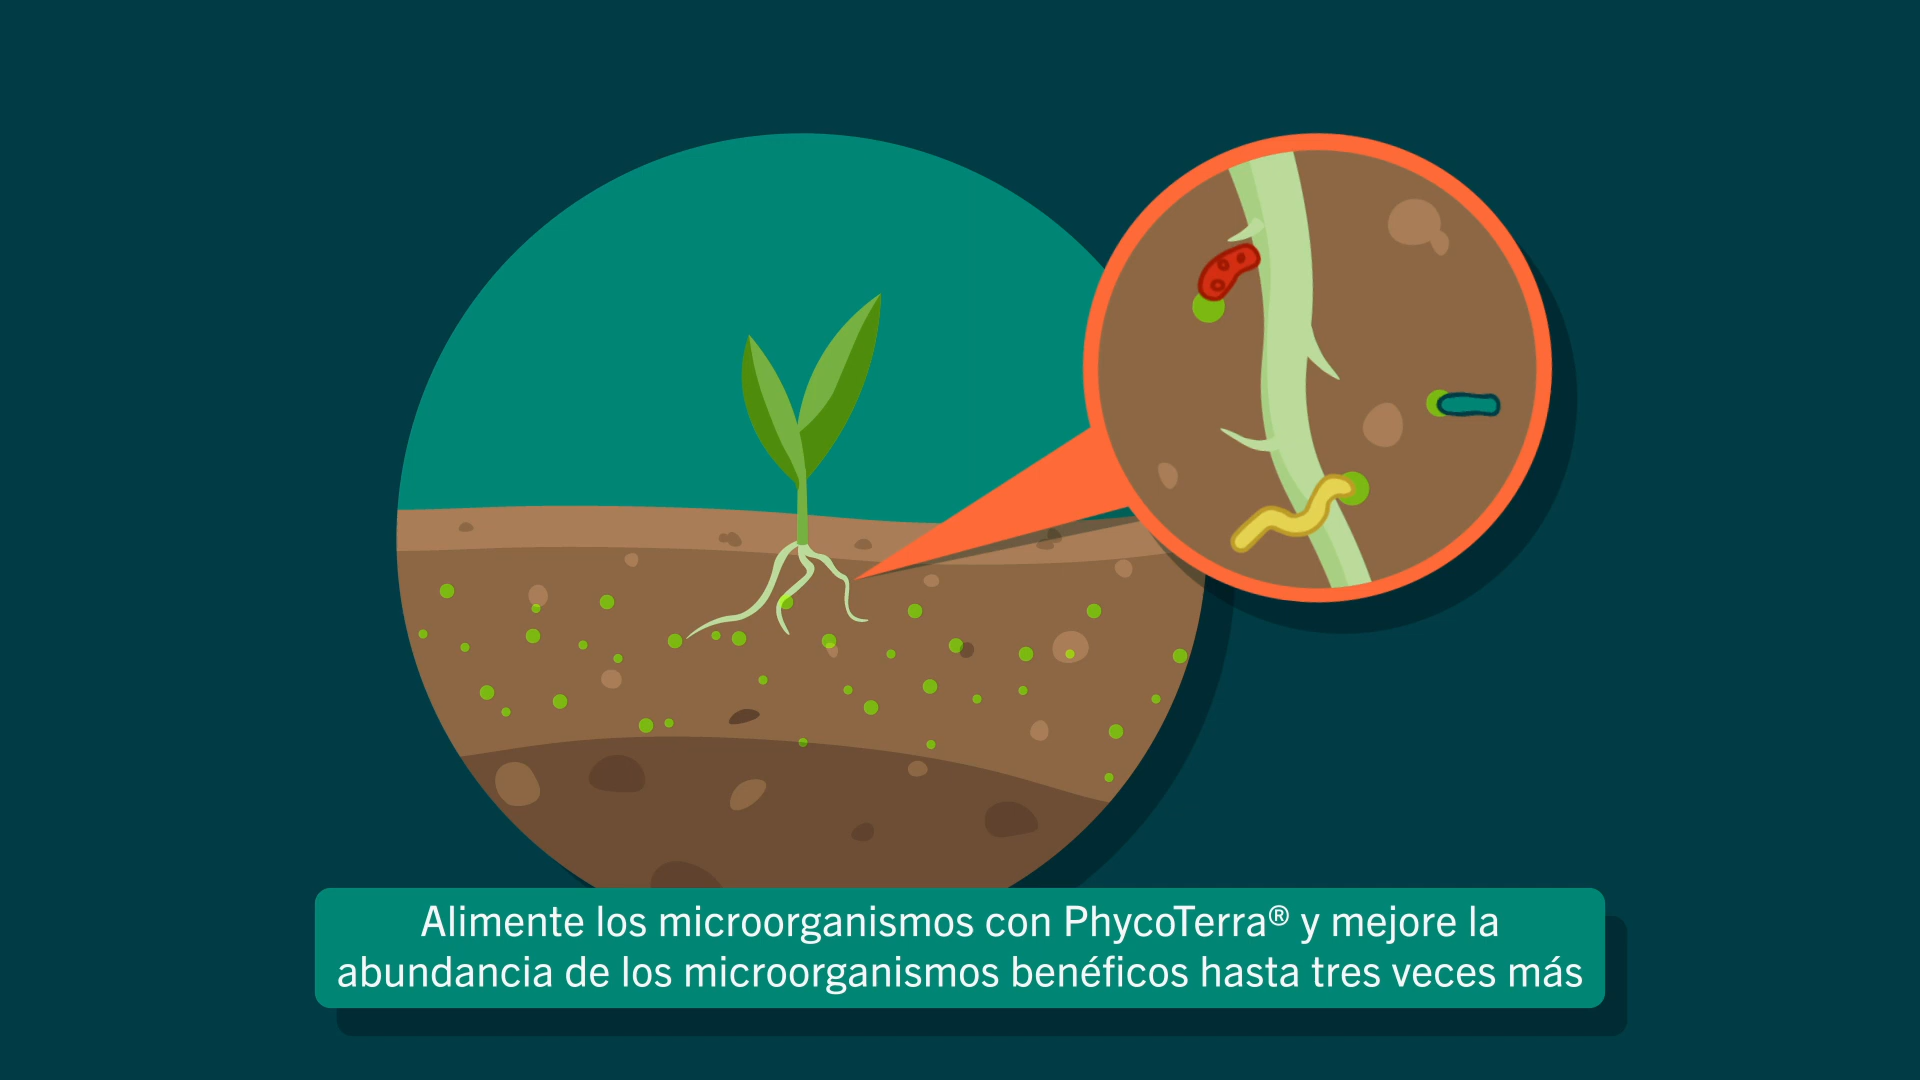 Alimente los microorganismos con PhycoTerra® y mejore la
abundancia de los microorganismos benéficos hasta tres veces más